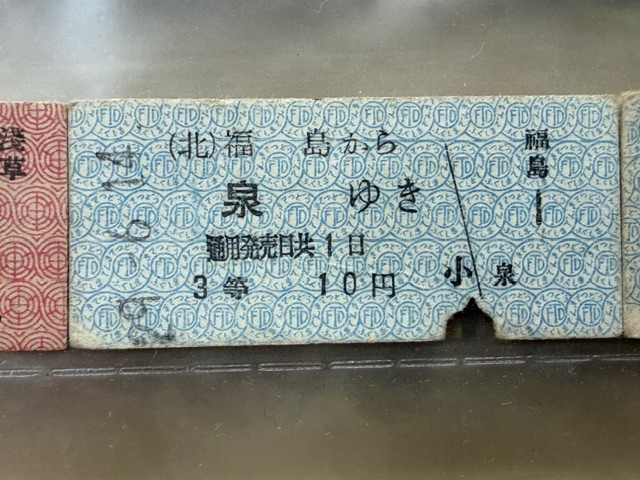 浅草
(北)福島から
泉ゆき
通用発売日共1日
3等 10円
福島
小 泉